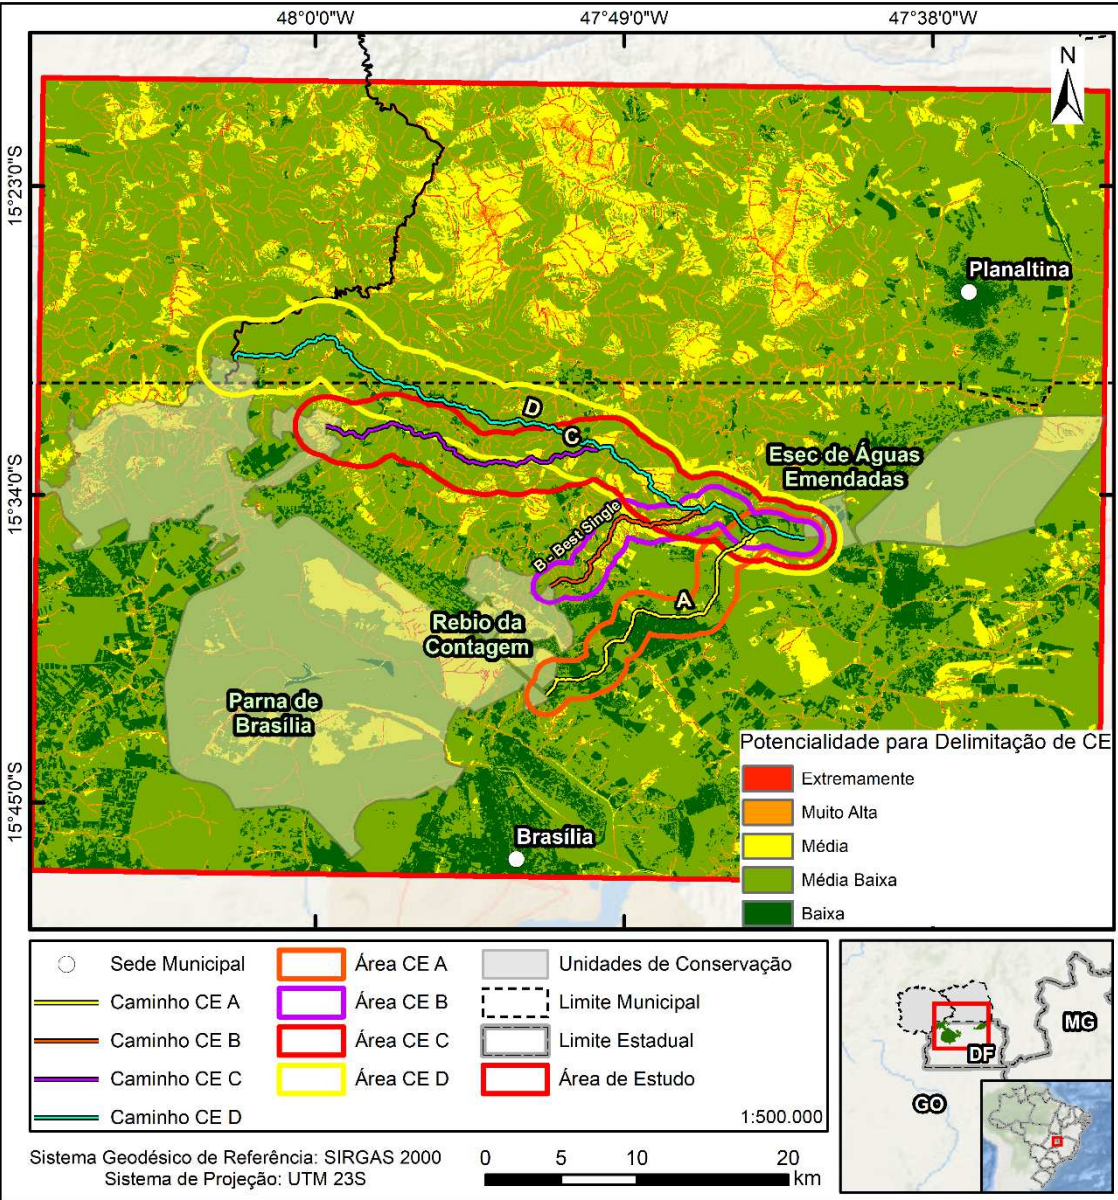 48°0'0"W
47°49'0"W
47°38'0"W
N
15°23'0"S
Planaltina
D
C
Esec de Águas
Emendadas
15°34'0"S
B - Best Single
A
Rebio da
Contagem
Parna de
Brasília
15°45'0"S
Brasília
Potencialidade para Delimitação de CE
Extremamente
Muito Alta
Média
Média Baixa
Baixa
Sede Municipal
Caminho CE A
Caminho CE B
Caminho CE C
Caminho CE D
Área CE A
Área CE B
Área CE C
Área CE D
Unidades de Conservação
Limite Municipal
Limite Estadual
Área de Estudo
1:500.000
MG
DF
GO
Sistema Geodésico de Referência: SIRGAS 2000
Sistema de Projeção: UTM 23S
0 5 10 20
km